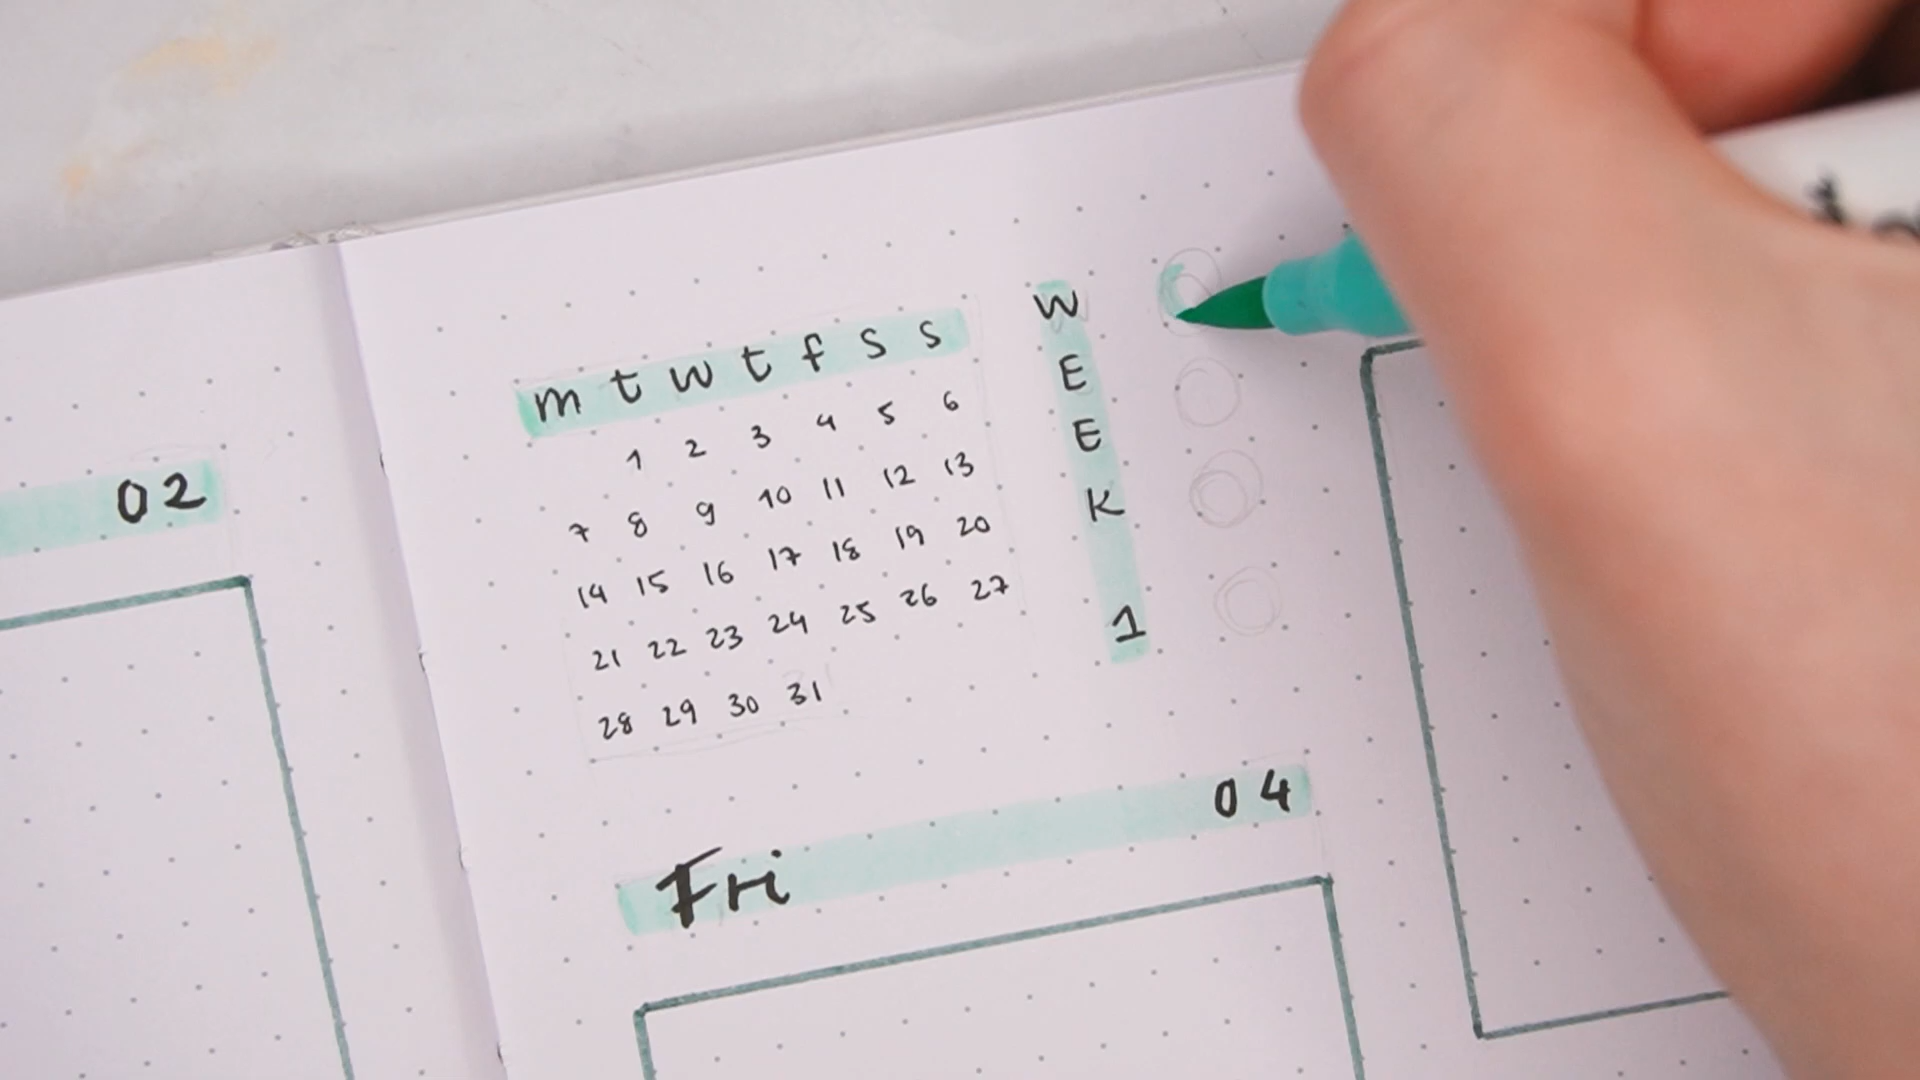 02
m t w t f s s
1 2 3 4 5 6
7 8 9 10 11 12 13
14 15 16 17 18 19 20
21 22 23 24 25 26 27
28 29 30 31
WEEK 1
Fri 04